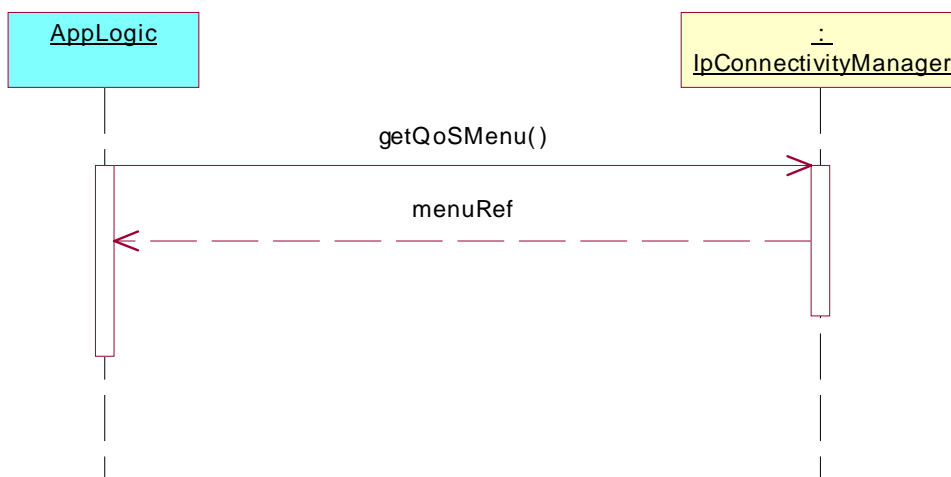 AppLogic
:
IpConnectivityManager
getQoSMenu()
menuRef